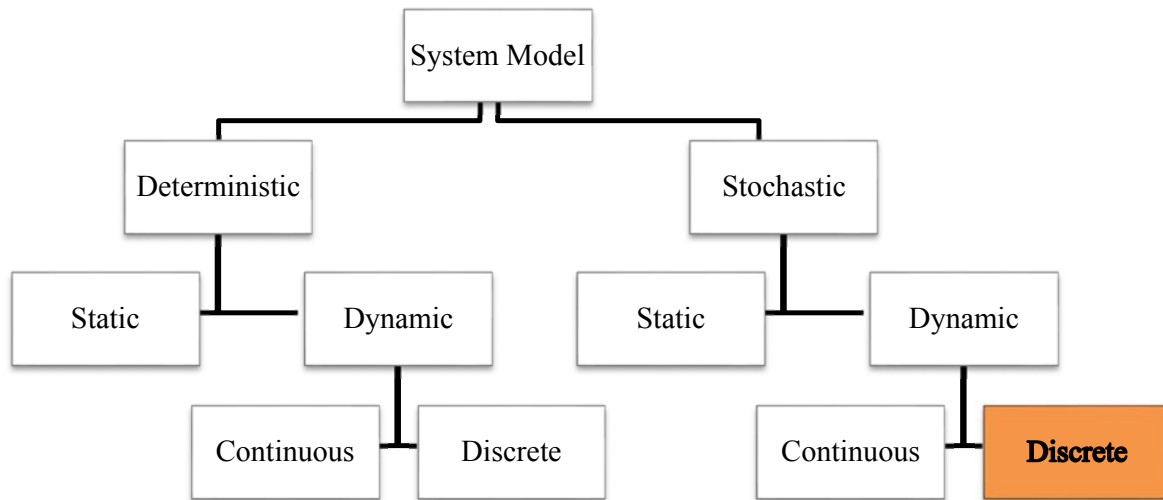 System Model
Deterministic
Stochastic
Static
Dynamic
Static
Dynamic
Continuous
Discrete
Continuous
Discrete